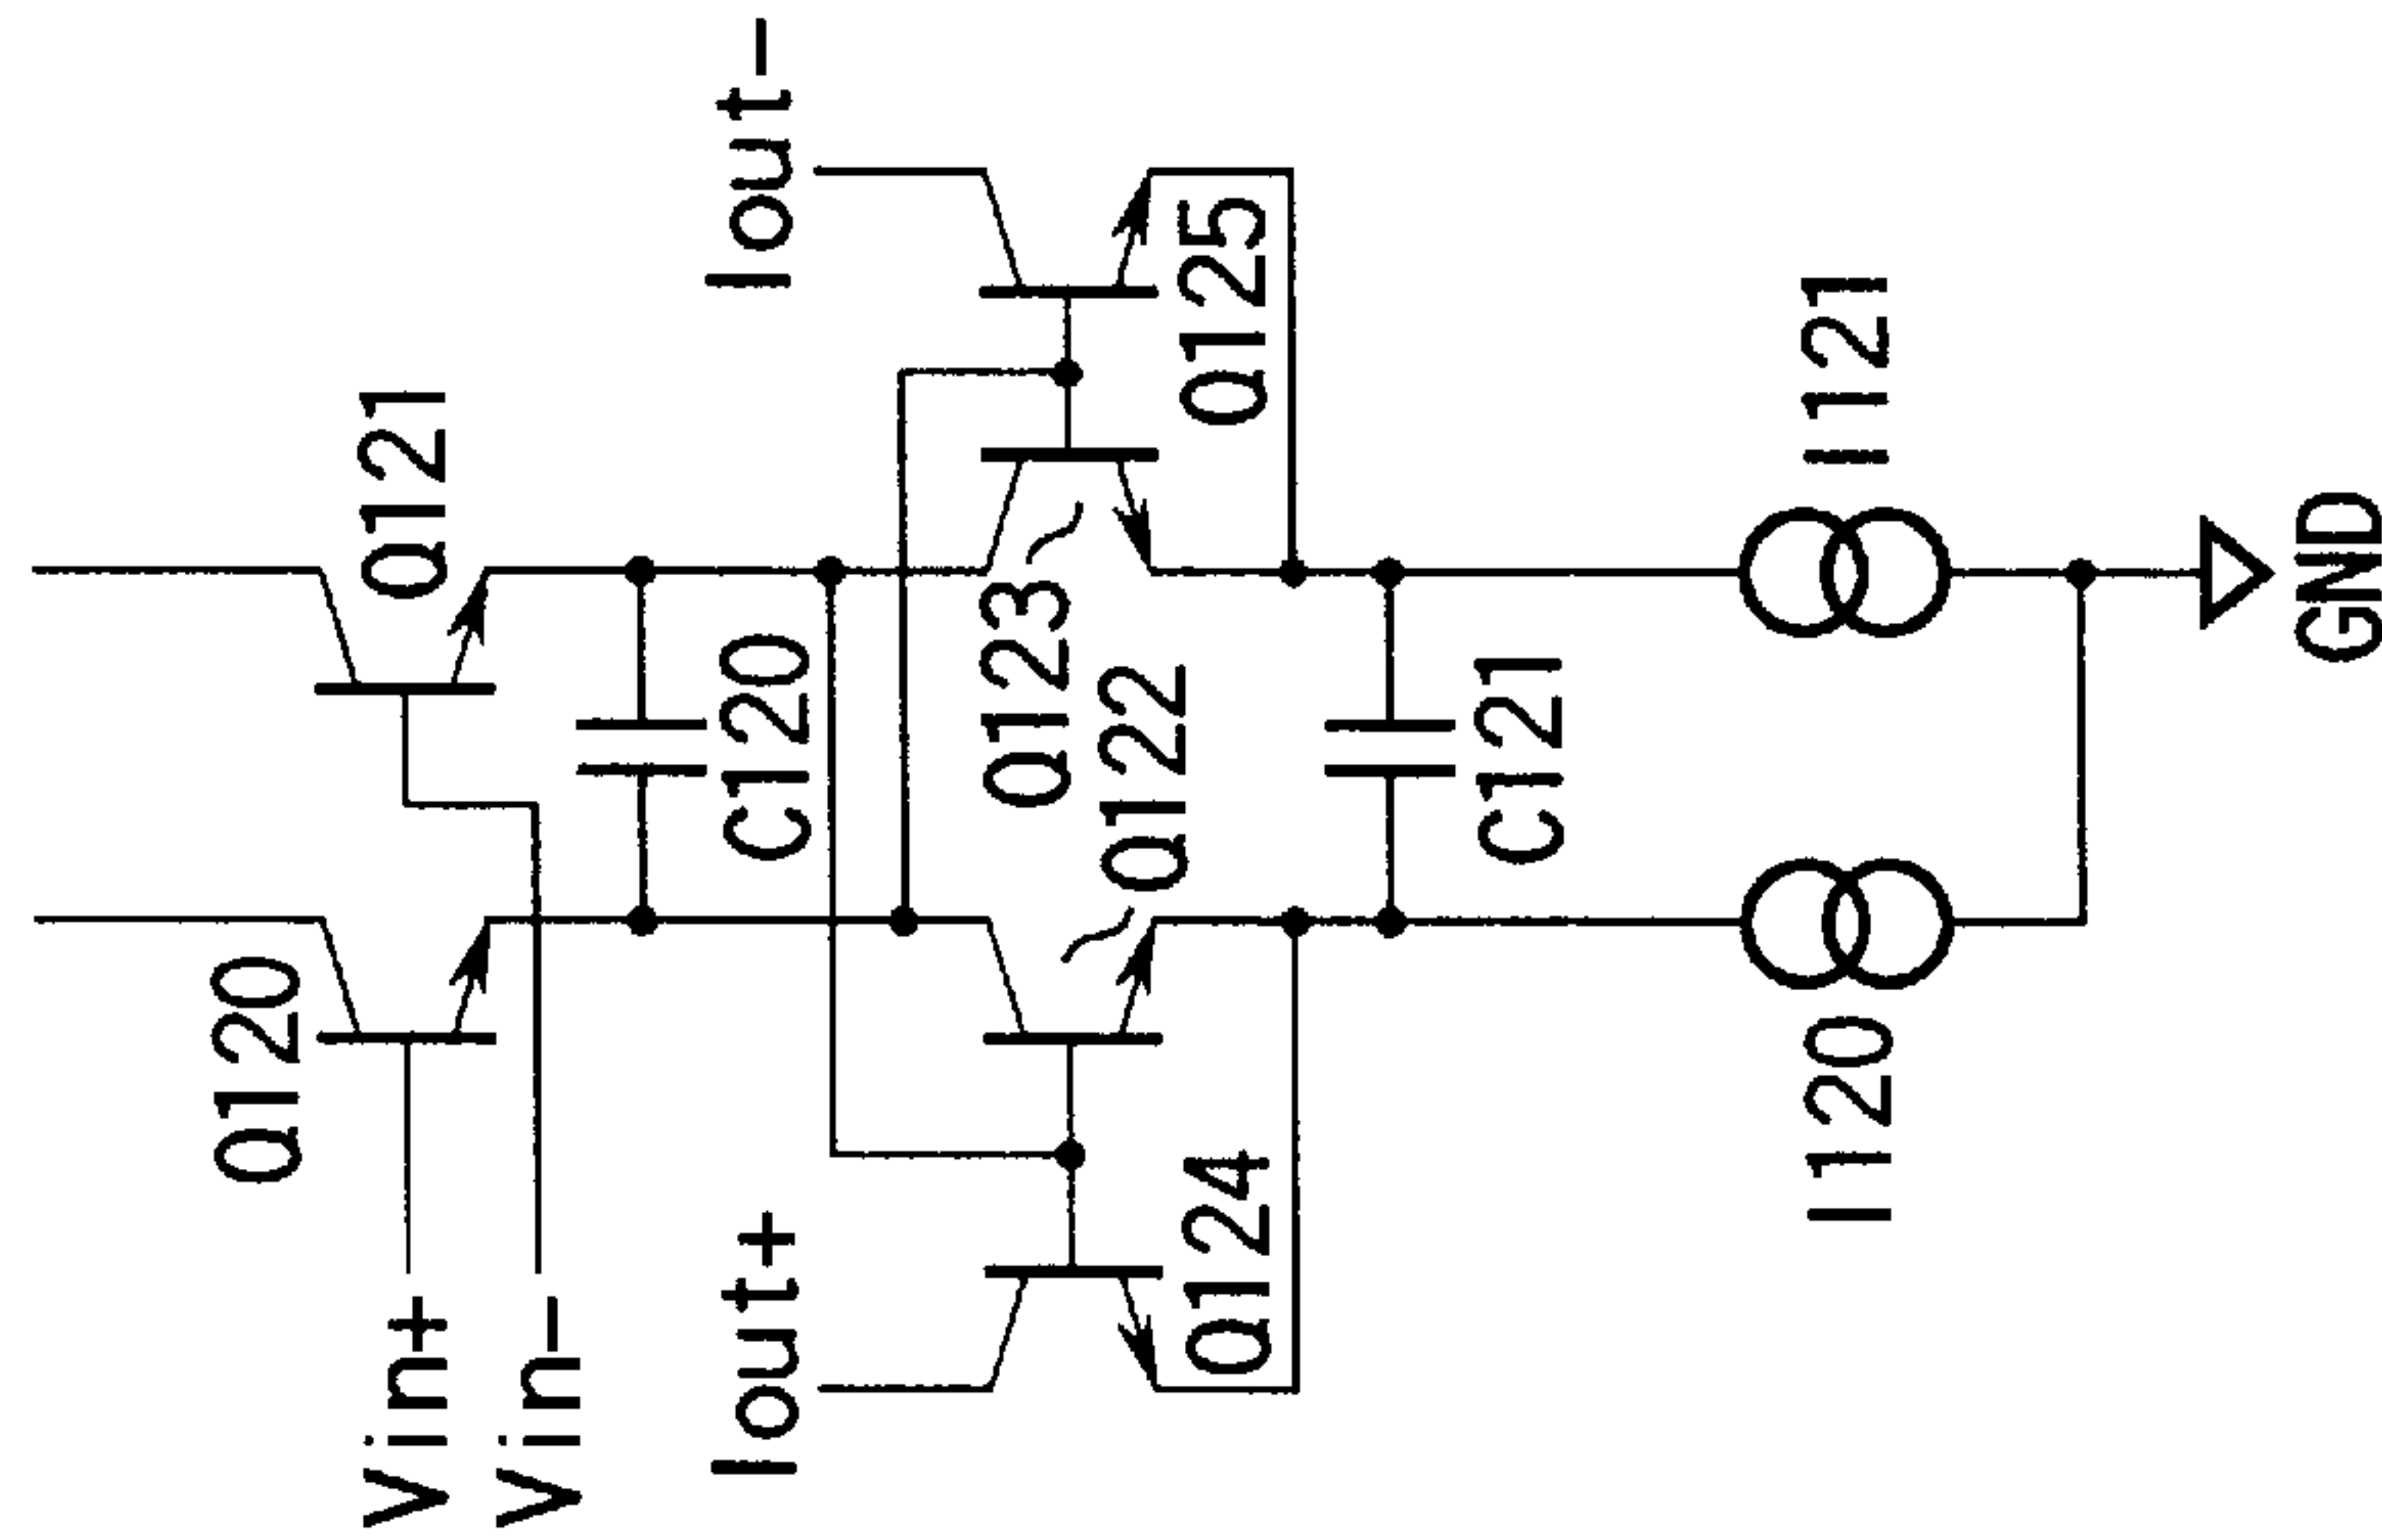 Vin+
Vin-
Q120
Q121
C120
Iout+
Iout-
Q123
Q122
Q124
Q125
C121
I120
I121
GND